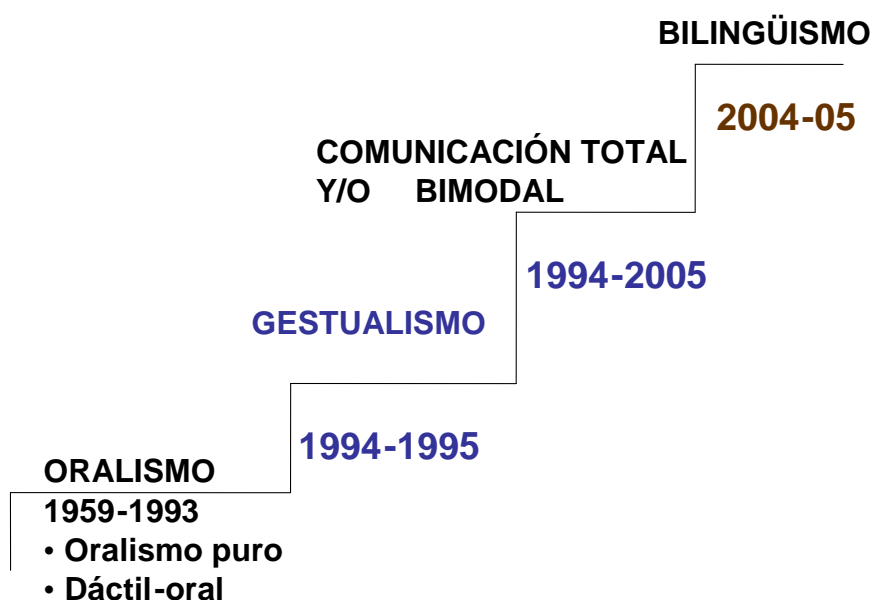 BILINGÜISMO
2004-05
COMUNICACIÓN TOTAL
Y/O BIMODAL
1994-2005
GESTUALISMO
1994-1995
ORALISMO
1959-1993
• Oralismo puro
• Dáctil-oral